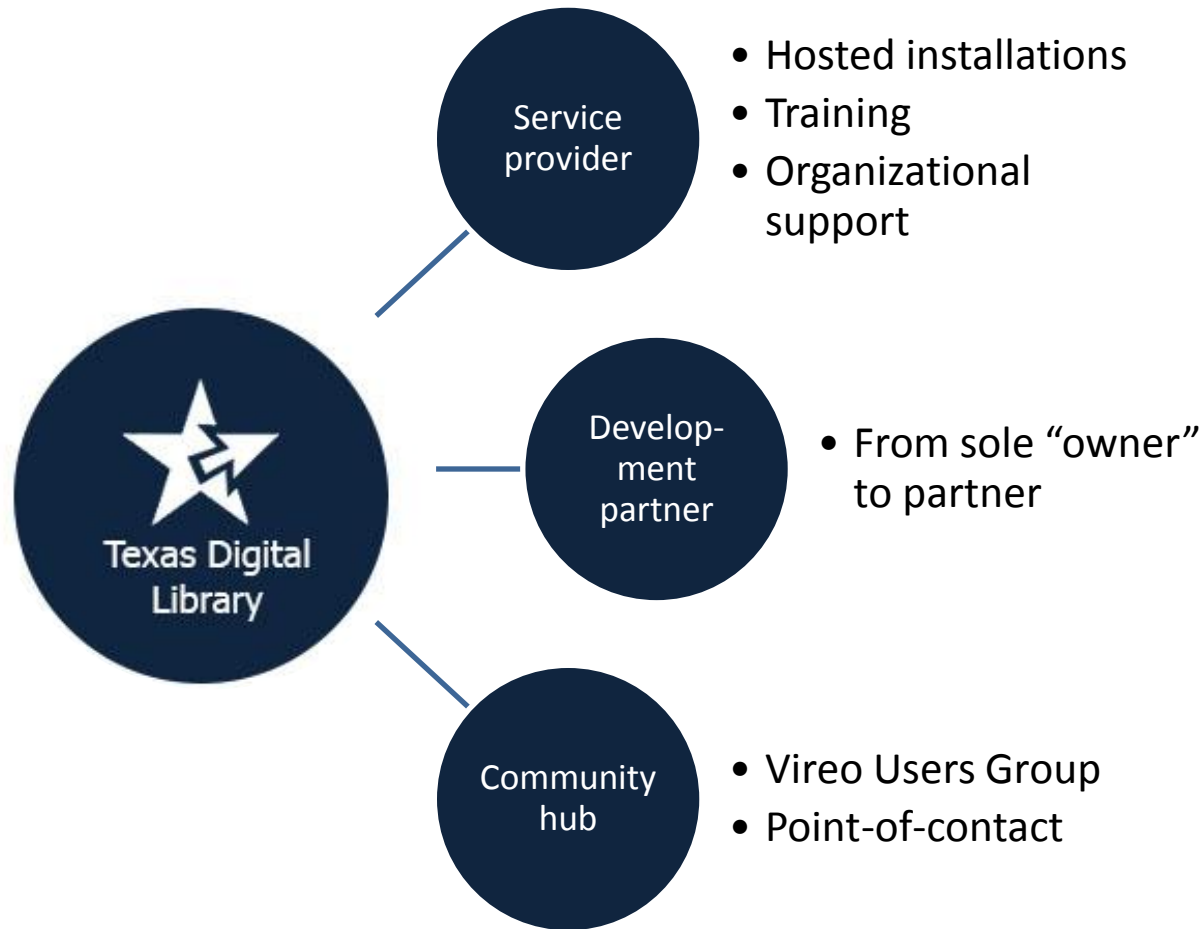 Texas Digital
Library
Service
provider
• Hosted installations
• Training
• Organizational
support
Develop-
ment
partner
• From sole “owner”
to partner
Community
hub
• Vireo Users Group
• Point-of-contact